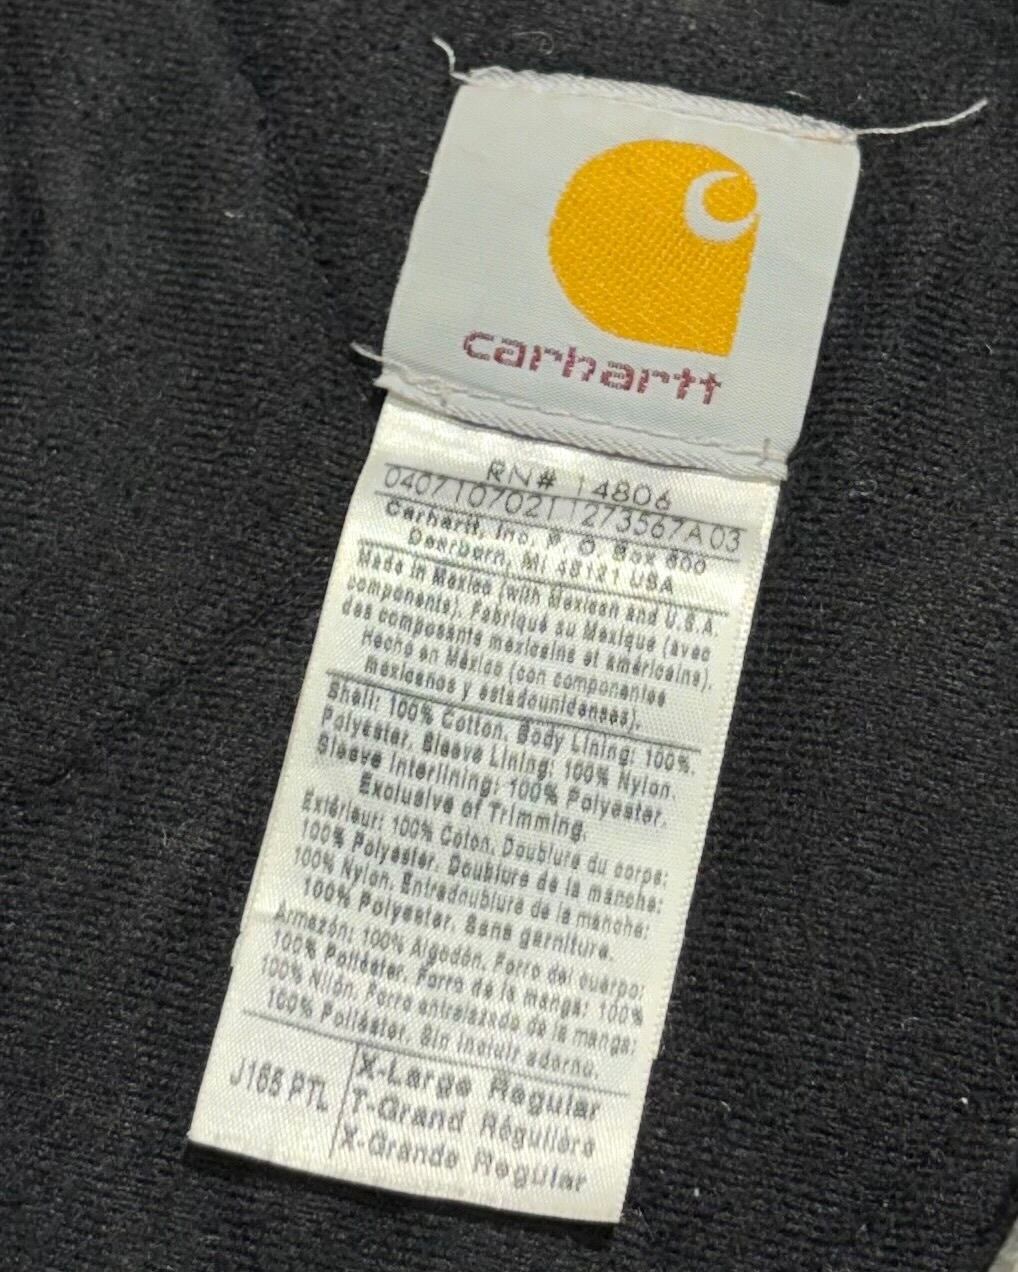 carhartt
RN# 14806
0407107021 1273567A 03
Carhartt, Inc. P. O. Box 600
Dearborn, MI 48121 USA
Made in Mexico (with Mexican and U.S.A.
components). Fabriqué au Mexique (avec
des composants mexicains et américains).
Hecho en México (con componentes
mexicanos y estadounidenses).
Shell: 100% Cotton. Body Lining: 100%
Polyester. Sleeve Lining: 100% Nylon.
Sleeve Interlining: 100% Polyester.
Exclusive of Trimming.
Extérieur: 100% Coton. Doublure du corps:
100% Polyester. Doublure de la manche:
100% Nylon. Entredoublure de la manche:
100% Polyester. Sans garniture.
Armazón: 100% Algodón. Forro del cuerpo:
100% Poliéster. Forro de la manga: 100%
100% Nilón. Forro entrelazado de la manga:
100% Poliéster. Sin incluir adorno.
J165 PTL
X-Large Regular
T-Grand Régulière
X-Grande Regular